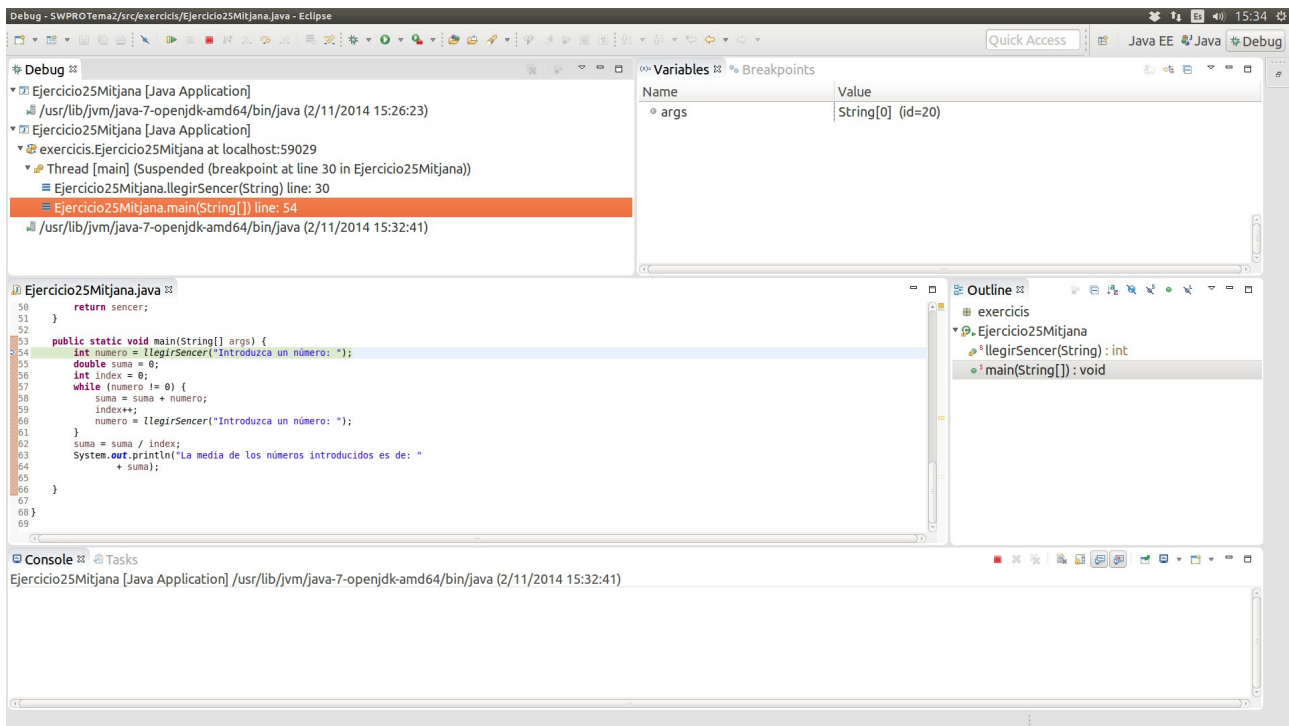 Debug - SWPROTema2/src/exercicis/Ejercicio25Mitjana.java - Eclipse
Es 15:34
Quick Access Java EE Java Debug
Debug
Ejercicio25Mitjana [Java Application]
/usr/lib/jvm/java-7-openjdk-amd64/bin/java (2/11/2014 15:26:23)
Ejercicio25Mitjana [Java Application]
exercicis.Ejercicio25Mitjana at localhost:59029
Thread [main] (Suspended (breakpoint at line 30 in Ejercicio25Mitjana))
Ejercicio25Mitjana.llegirSencer(String) line: 30
Ejercicio25Mitjana.main(String[]) line: 54
/usr/lib/jvm/java-7-openjdk-amd64/bin/java (2/11/2014 15:32:41)
Variables Breakpoints
Name Value
args String[0] (id=20)
Ejercicio25Mitjana.java
50 return sencer;
51 }
52
53 public static void main(String[] args) {
54 int numero = llegirSencer("Introduzca un número: ");
55 double suma = 0;
56 int index = 0;
57 while (numero != 0) {
58 suma = suma + numero;
59 index++;
60 numero = llegirSencer("Introduzca un número: ");
61 }
62 suma = suma / index;
63 System.out.println("La media de los números introducidos es de: "
64 + suma);
65
66 }
67
68 }
69
Outline
exercicis
Ejercicio25Mitjana
llegirSencer(String) : int
main(String[]) : void
Console Tasks
Ejercicio25Mitjana [Java Application] /usr/lib/jvm/java-7-openjdk-amd64/bin/java (2/11/2014 15:32:41)